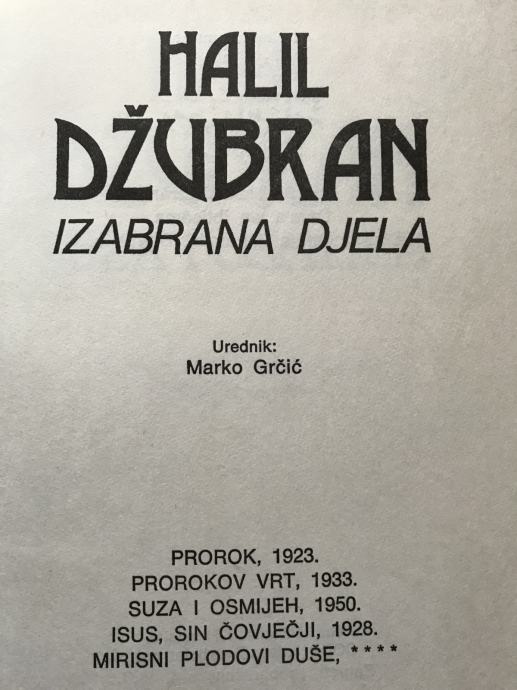 HALIL
DŽUBRAN
IZABRANA DJELA
Urednik:
Marko Grčić
PROROK, 1923.
PROROKOV VRT, 1933.
SUZA I OSMIJEH, 1950.
ISUS, SIN ČOVJEČJI, 1928.
MIRISNI PLODOVI DUŠE, ****